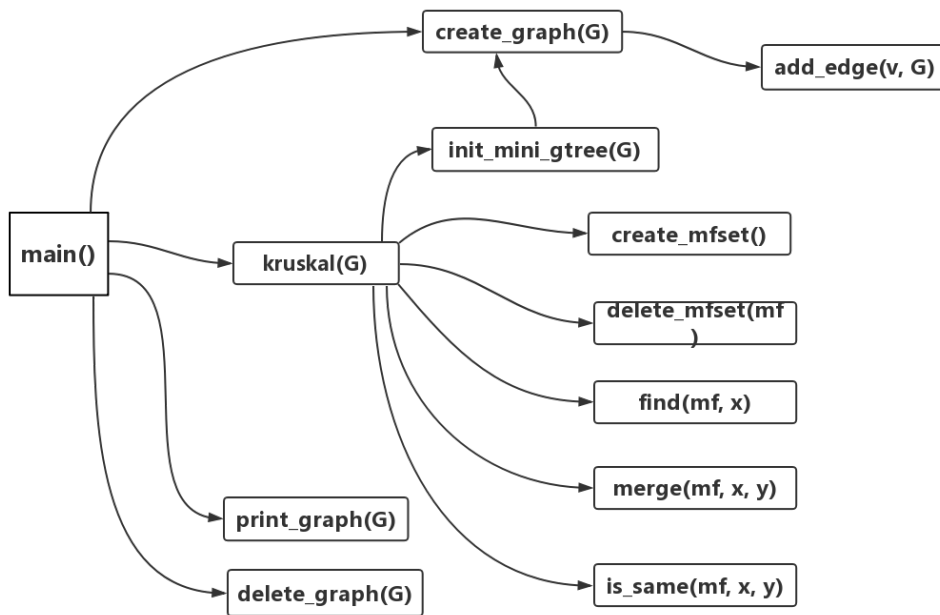 create_graph(G)
add_edge(v, G)
init_mini_gtree(G)
main()
create_mfset()
kruskal(G)
delete_mfset(mf
)
find(mf, x)
merge(mf, x, y)
print_graph(G)
is_same(mf, x, y)
delete_graph(G)